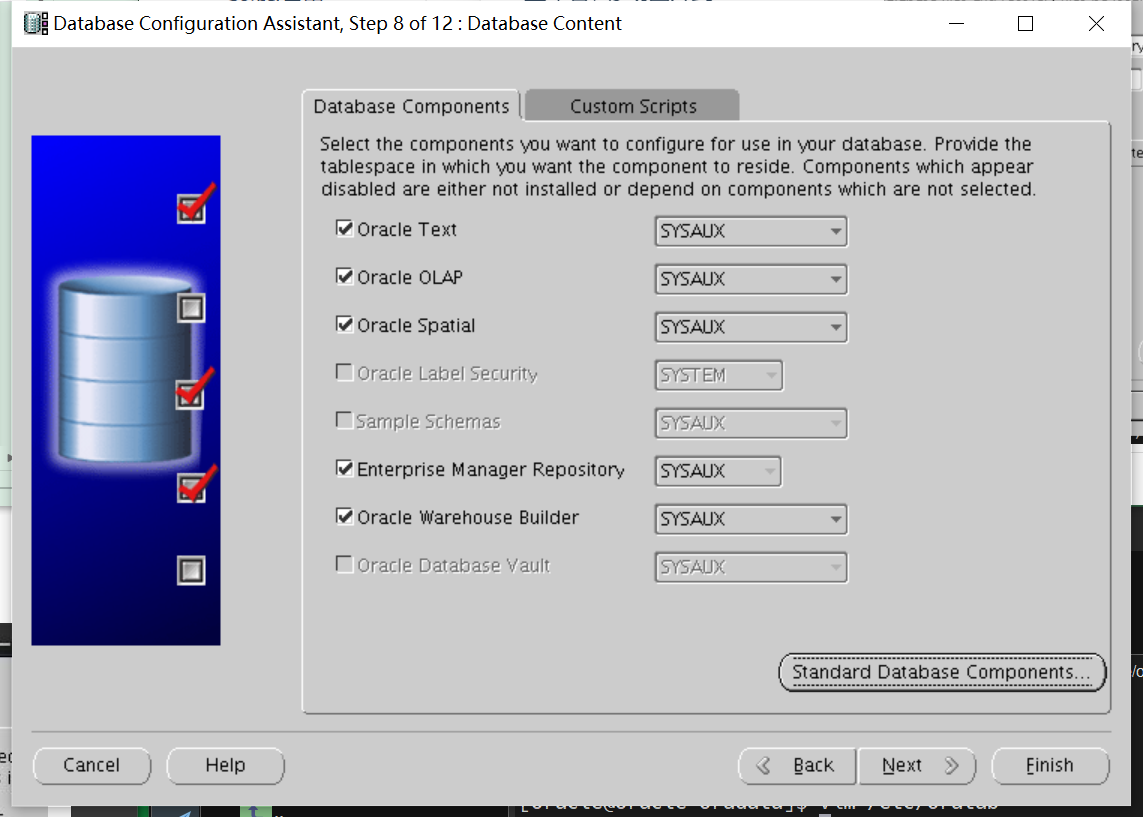 Database Configuration Assistant, Step 8 of 12 : Database Content
Database Components
Custom Scripts
Select the components you want to configure for use in your database. Provide the
tablespace in which you want the component to reside. Components which appear
disabled are either not installed or depend on components which are not selected.
Oracle Text SYSAUX
Oracle OLAP SYSAUX
Oracle Spatial SYSAUX
Oracle Label Security SYSTEM
Sample Schemas SYSAUX
Enterprise Manager Repository SYSAUX
Oracle Warehouse Builder SYSAUX
Oracle Database Vault SYSAUX
Standard Database Components...
Cancel
Help
Back
Next
Finish